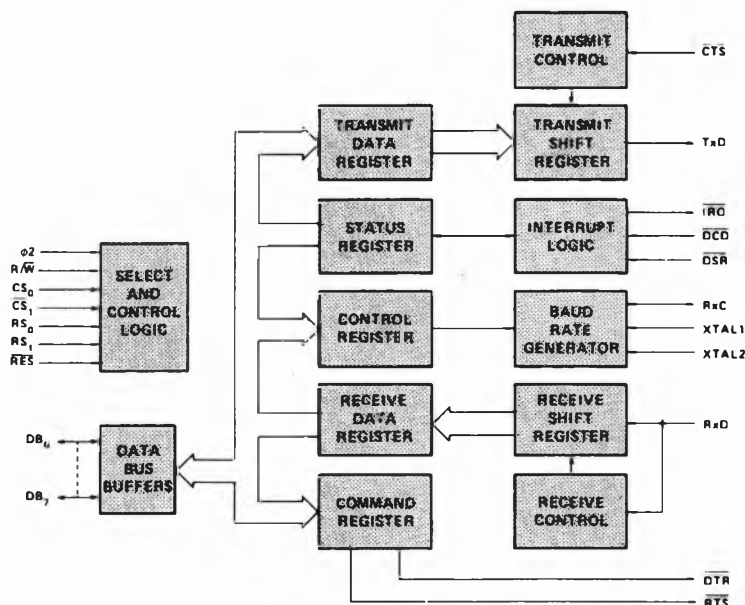 TRANSMIT
CONTROL
CTS
TRANSMIT
DATA
REGISTER
TRANSMIT
SHIFT
REGISTER
TxD
STATUS
REGISTER
INTERRUPT
LOGIC
IRQ
DCD
DSR
φ2
R/W
CS₀
CS₁
RS₀
RS₁
RES
SELECT
AND
CONTROL
LOGIC
CONTROL
REGISTER
BAUD
RATE
GENERATOR
RxC
XTAL1
XTAL2
RECEIVE
DATA
REGISTER
RECEIVE
SHIFT
REGISTER
RxD
DB₀
DB₇
DATA
BUS
BUFFERS
COMMAND
REGISTER
RECEIVE
CONTROL
DTR
RTS